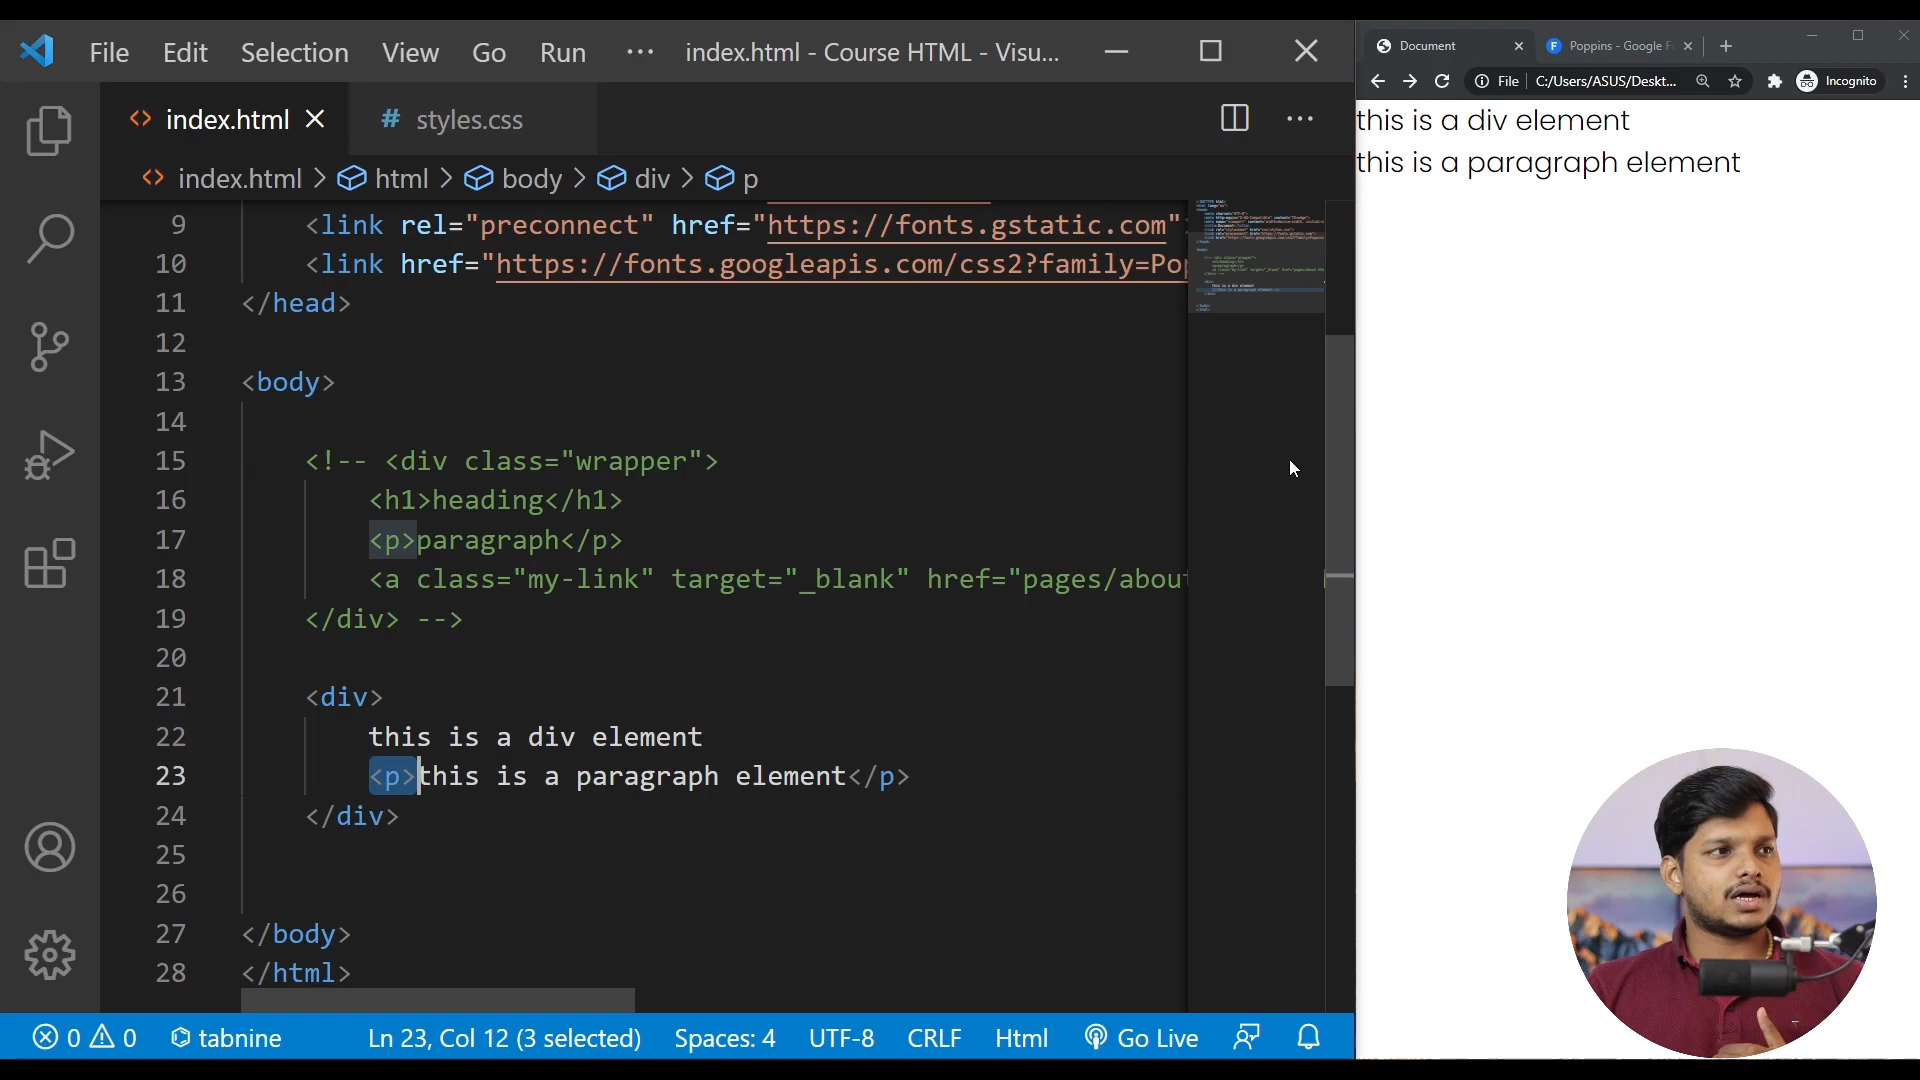 File Edit Selection View Go Run ··· index.html - Course HTML - Visu...
index.html # styles.css
index.html > html > body > div > p
9 <link rel="preconnect" href="https://fonts.gstatic.com"
10 <link href="https://fonts.googleapis.com/css2?family=Pop
11 </head>
12
13 <body>
14
15 <!-- <div class="wrapper">
16 <h1>heading</h1>
17 <p>paragraph</p>
18 <a class="my-link" target="_blank" href="pages/about
19 </div> -->
20
21 <div>
22 this is a div element
23 <p>this is a paragraph element</p>
24 </div>
25
26
27 </body>
28 </html>
0 0 tabnine Ln 23, Col 12 (3 selected) Spaces: 4 UTF-8 CRLF Html Go Live
Document Poppins - Google F
File C:/Users/ASUS/Deskt... Incognito
this is a div element
this is a paragraph element